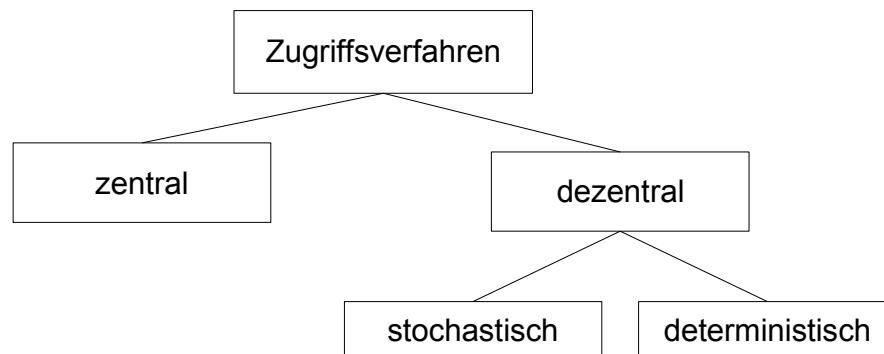 Zugriffsverfahren
zentral
dezentral
stochastisch
deterministisch